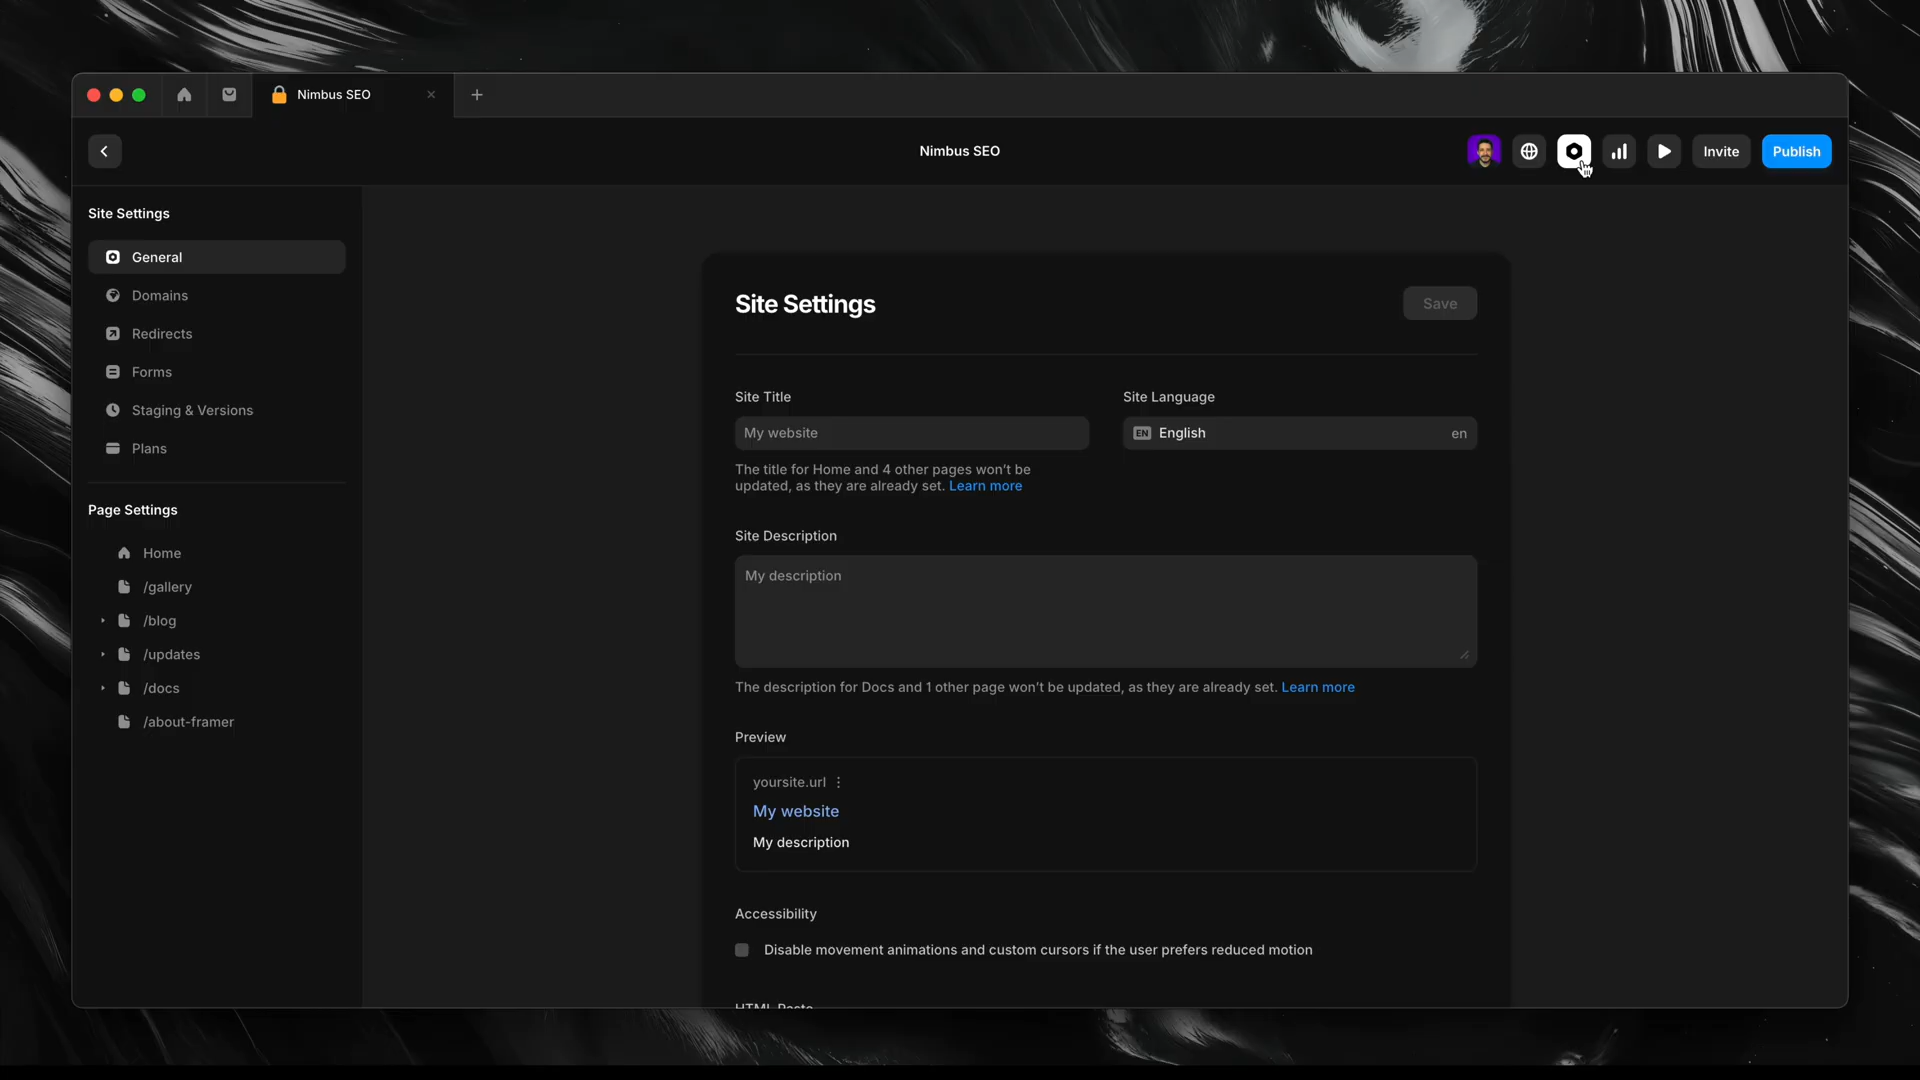 Nimbus SEO
Nimbus SEO
Invite
Publish
Site Settings
General
Domains
Redirects
Forms
Staging & Versions
Plans
Page Settings
Home
/gallery
/blog
/updates
/docs
/about-framer
Site Settings
Save
Site Title
My website
The title for Home and 4 other pages won’t be
updated, as they are already set. Learn more
Site Language
EN English en
Site Description
My description
The description for Docs and 1 other page won’t be updated, as they are already set. Learn more
Preview
yoursite.url
My website
My description
Accessibility
Disable movement animations and custom cursors if the user prefers reduced motion